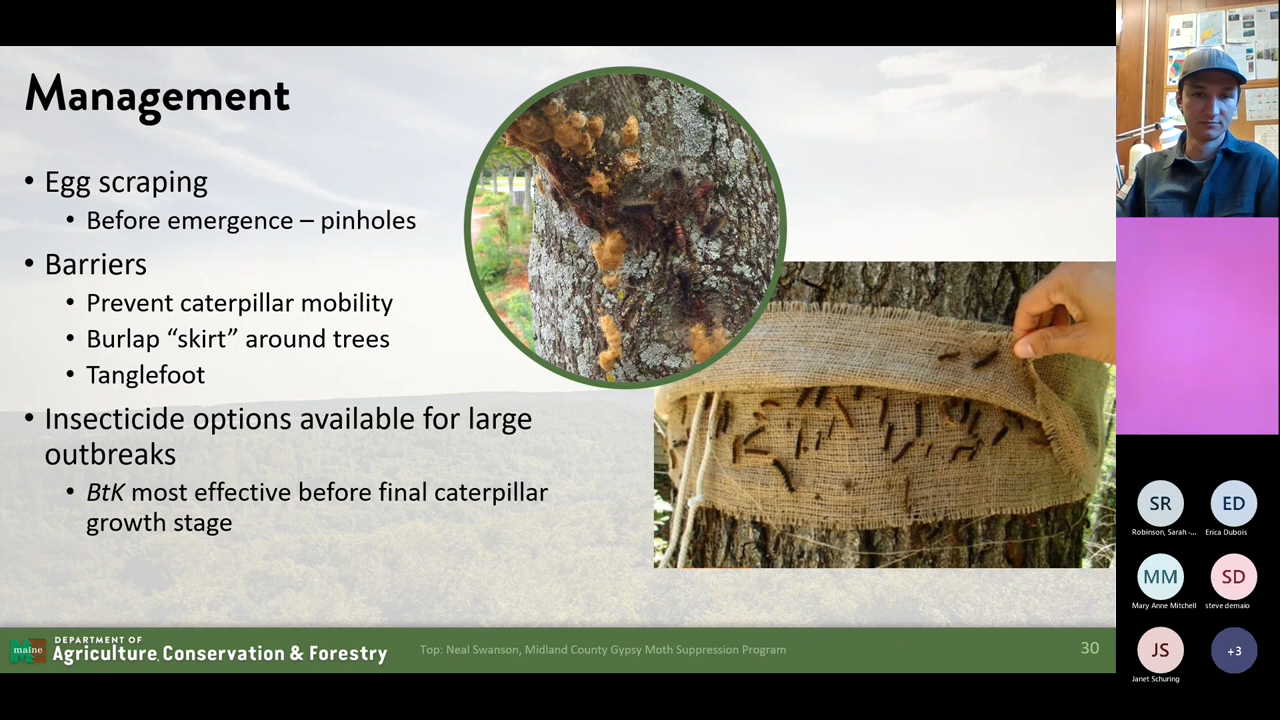 Management
• Egg scraping
• Before emergence – pinholes
• Barriers
• Prevent caterpillar mobility
• Burlap “skirt” around trees
• Tanglefoot
• Insecticide options available for large
outbreaks
• BtK most effective before final caterpillar
growth stage
maine
DEPARTMENT OF
Agriculture, Conservation & Forestry
Top: Neal Swanson, Midland County Gypsy Moth Suppression Program
30
SR
ED
Robinson, Sarah -...
Erica Dubois
MM
SD
Mary Anne Mitchell
steve demaio
JS
+3
Janet Schuring